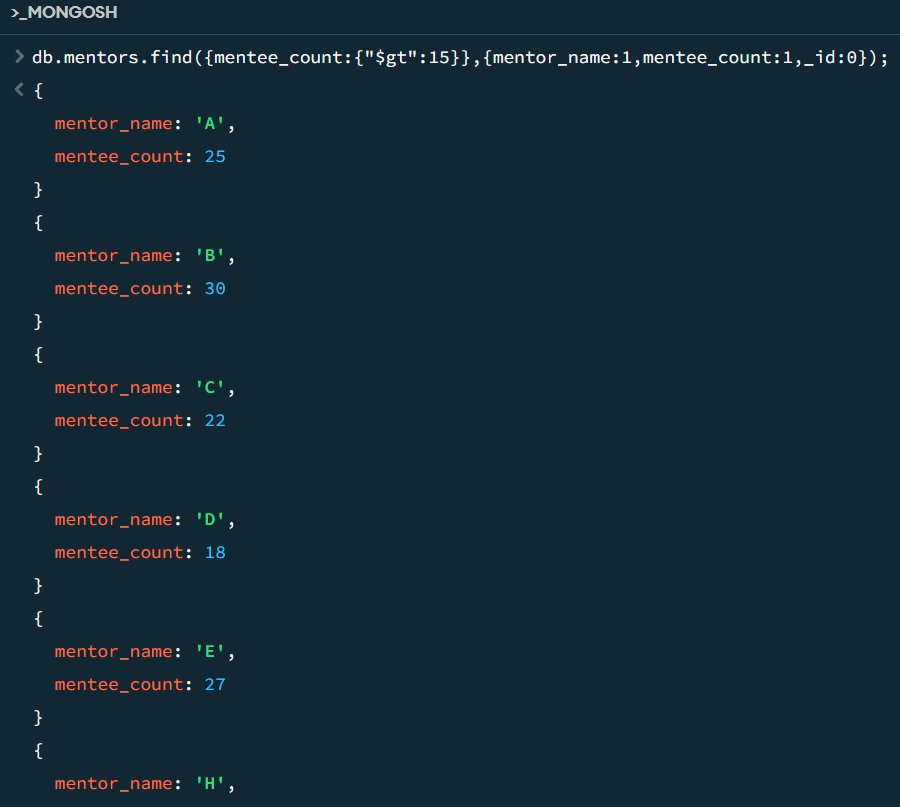 >_MONGOSH
> db.mentors.find({mentee_count:{"$gt":15}},{mentor_name:1,mentee_count:1,_id:0});
< {
mentor_name: 'A',
mentee_count: 25
}
{
mentor_name: 'B',
mentee_count: 30
}
{
mentor_name: 'C',
mentee_count: 22
}
{
mentor_name: 'D',
mentee_count: 18
}
{
mentor_name: 'E',
mentee_count: 27
}
{
mentor_name: 'H',